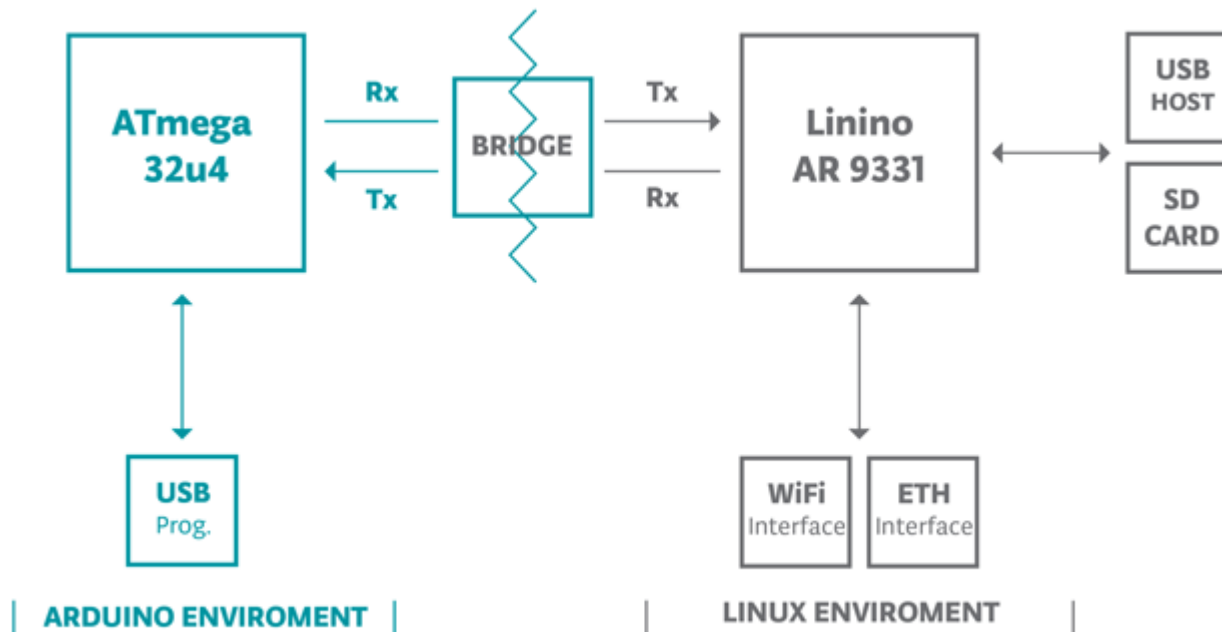 ATmega
32u4
Rx
Tx
BRIDGE
Tx
Rx
Linino
AR 9331
USB
HOST
SD
CARD
USB
Prog.
WiFi
Interface
ETH
Interface
ARDUINO ENVIROMENT
LINUX ENVIROMENT